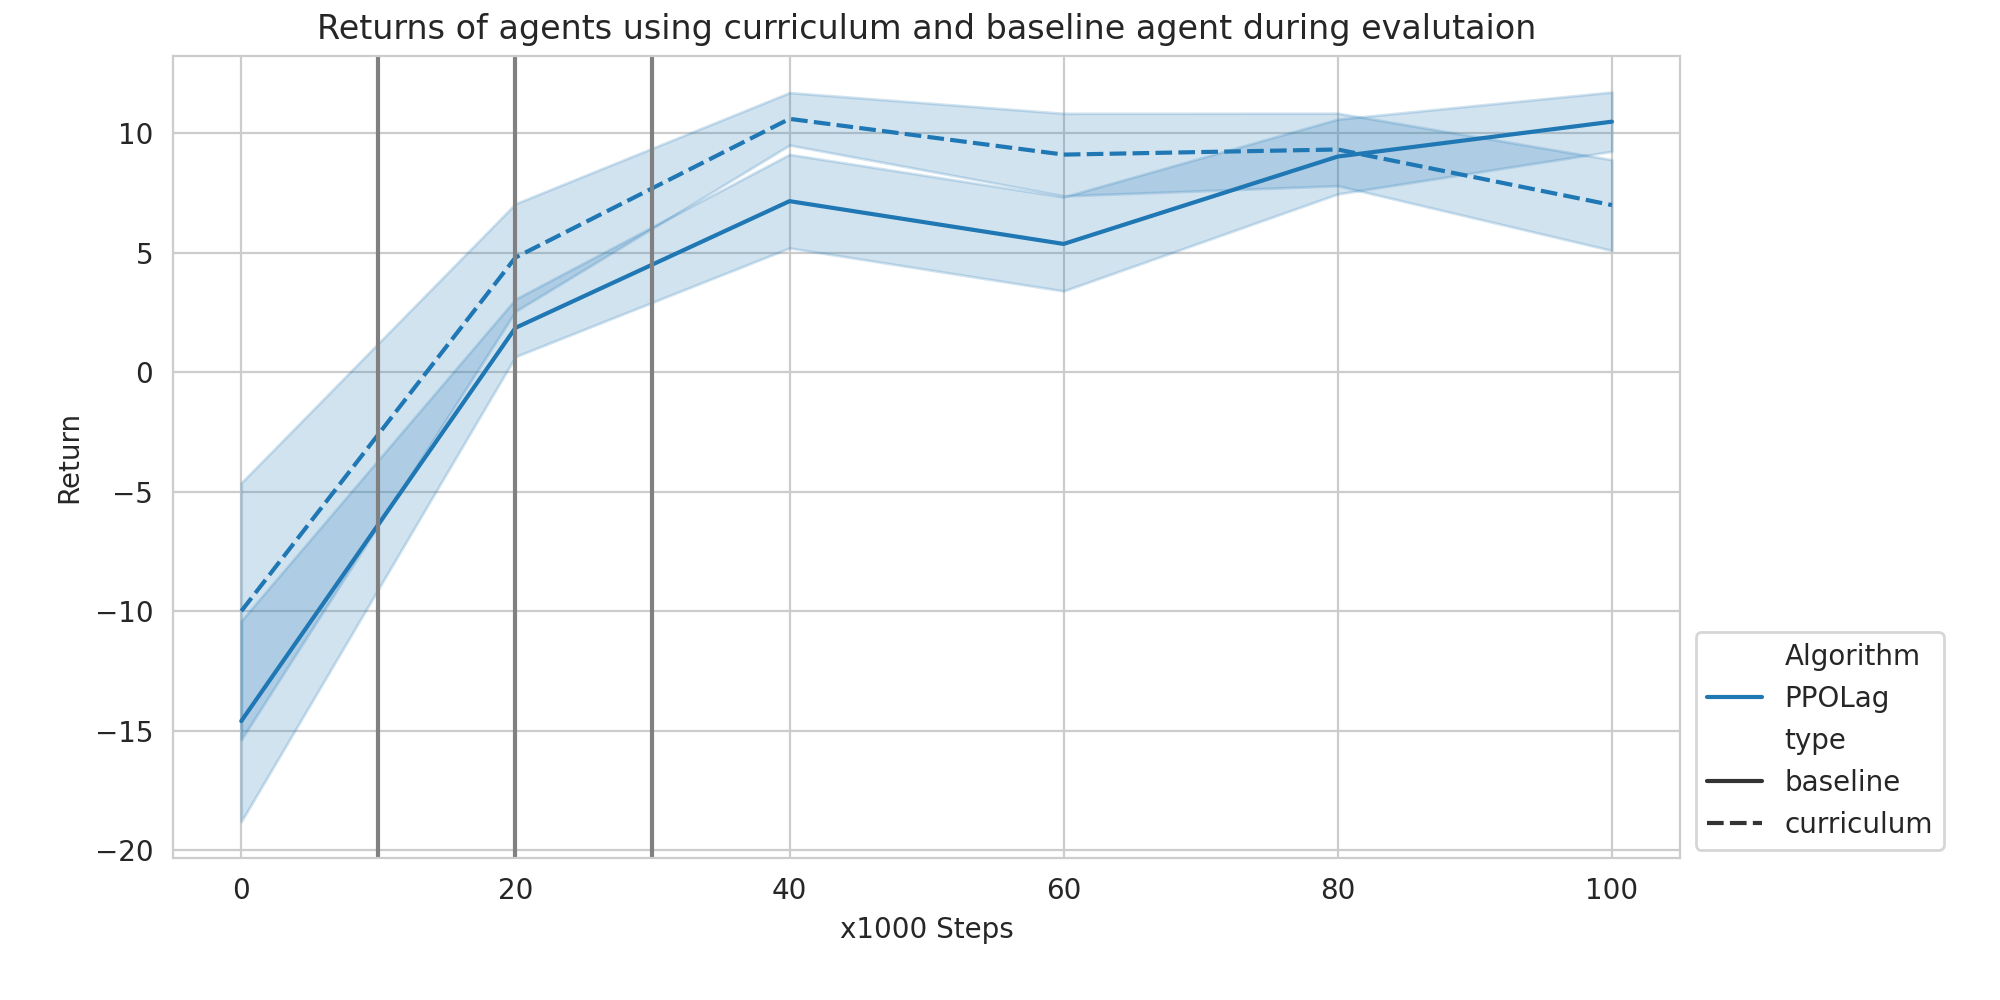 Returns of agents using curriculum and baseline agent during evalutaion
10
5
0
−5
−10
−15
−20
Return
0 20 40 60 80 100
x1000 Steps
Algorithm
PPOLag
type
baseline
curriculum